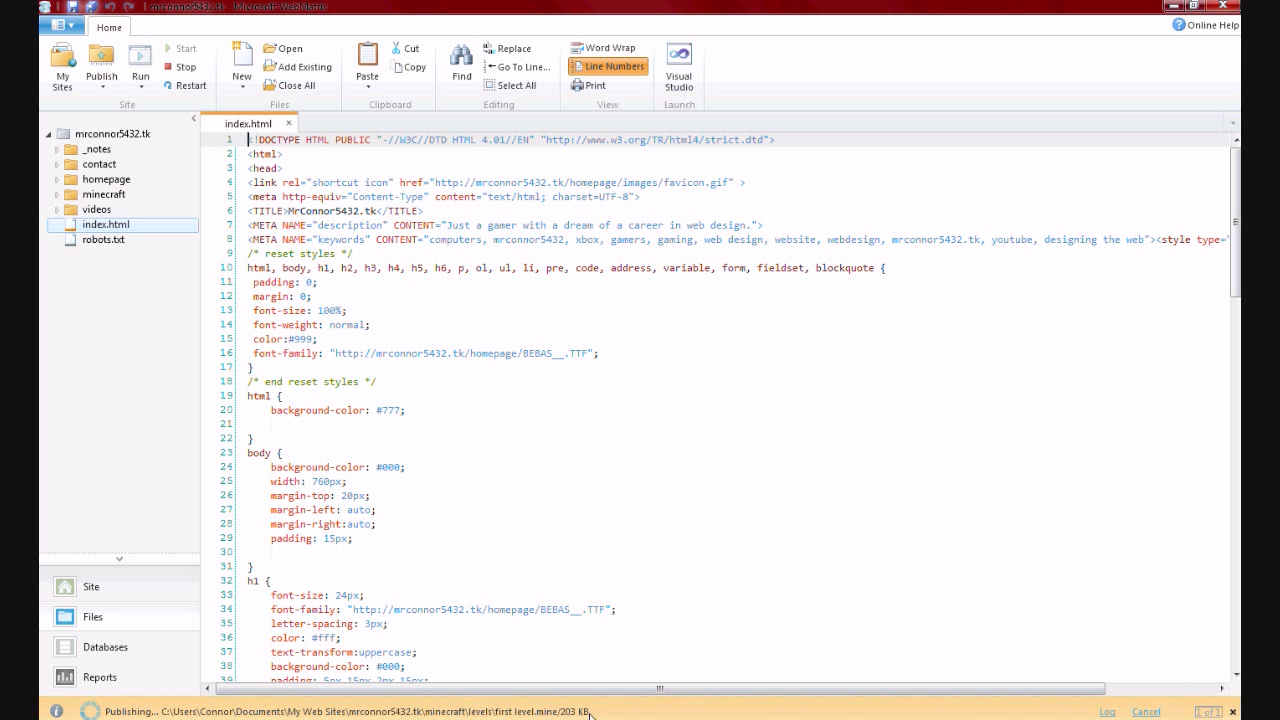 mrconnor5432.tk - Microsoft WebMatrix
Home
Online Help
My Sites
Publish
Run
Start
Stop
Restart
Site
New
Open
Add Existing
Close All
Files
Paste
Cut
Copy
Clipboard
Find
Replace
Go To Line...
Select All
Editing
Word Wrap
Line Numbers
Print
View
Visual Studio
Launch
mrconnor5432.tk
_notes
contact
homepage
minecraft
videos
index.html
robots.txt
Site
Files
Databases
Reports
index.html
1 <!DOCTYPE HTML PUBLIC "-//W3C//DTD HTML 4.01//EN" "http://www.w3.org/TR/html4/strict.dtd">
2 <html>
3 <head>
4 <link rel="shortcut icon" href="http://mrconnor5432.tk/homepage/images/favicon.gif" >
5 <meta http-equiv="Content-Type" content="text/html; charset=UTF-8">
6 <TITLE>MrConnor5432.tk</TITLE>
7 <META NAME="description" CONTENT="Just a gamer with a dream of a career in web design.">
8 <META NAME="keywords" CONTENT="computers, mrconnor5432, xbox, gamers, gaming, web design, website, webdesign, mrconnor5432.tk, youtube, designing the web"><style type="
9 /* reset styles */
10 html, body, h1, h2, h3, h4, h5, h6, p, ol, ul, li, pre, code, address, variable, form, fieldset, blockquote {
11 padding: 0;
12 margin: 0;
13 font-size: 100%;
14 font-weight: normal;
15 color:#999;
16 font-family: "http://mrconnor5432.tk/homepage/BEBAS__.TTF";
17 }
18 /* end reset styles */
19 html {
20 background-color: #777;
21
22 }
23 body {
24 background-color: #000;
25 width: 760px;
26 margin-top: 20px;
27 margin-left: auto;
28 margin-right:auto;
29 padding: 15px;
30
31 }
32 h1 {
33 font-size: 24px;
34 font-family: "http://mrconnor5432.tk/homepage/BEBAS__.TTF";
35 letter-spacing: 3px;
36 color: #fff;
37 text-transform:uppercase;
38 background-color: #000;
39 padding: 5px 15px 2px 15px;
Publishing... C:\Users\Connor\Documents\My Web Sites\mrconnor5432.tk\minecraft\levels\first level.mine/203 KB
Log
Cancel
1 of 1